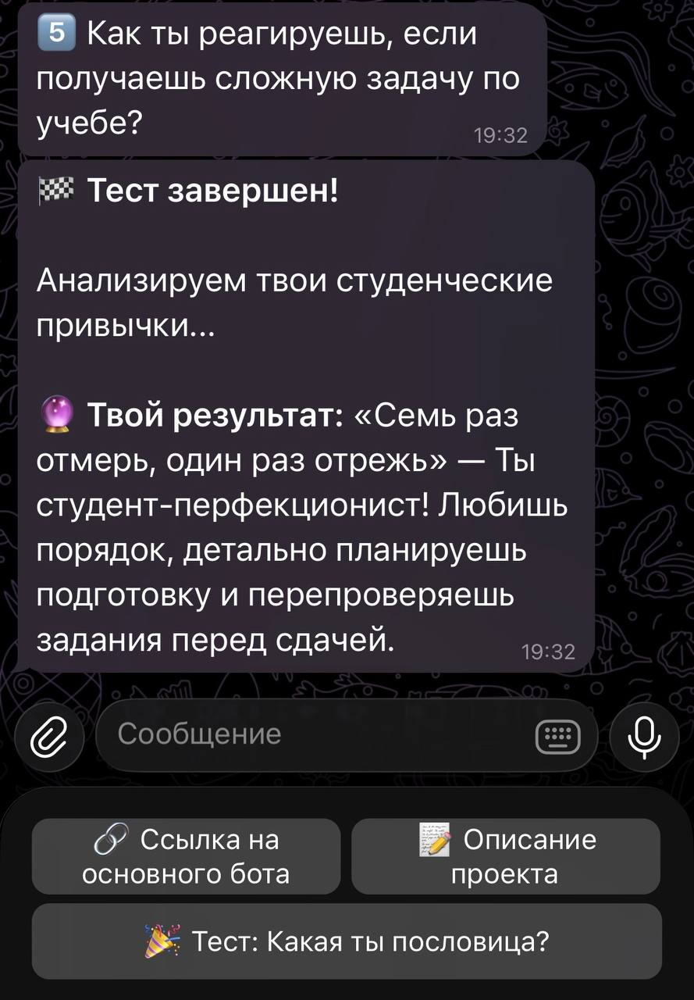 5 Как ты реагируешь, если
получаешь сложную задачу по
учебе?
19:32
Тест завершен!
Анализируем твои студенческие
привычки...
Твой результат: «Семь раз
отмерь, один раз отрежь» — Ты
студент-перфекционист! Любишь
порядок, детально планируешь
подготовку и перепроверяешь
задания перед сдачей.
19:32
Сообщение
Ссылка на
основного бота
Описание
проекта
Тест: Какая ты пословица?